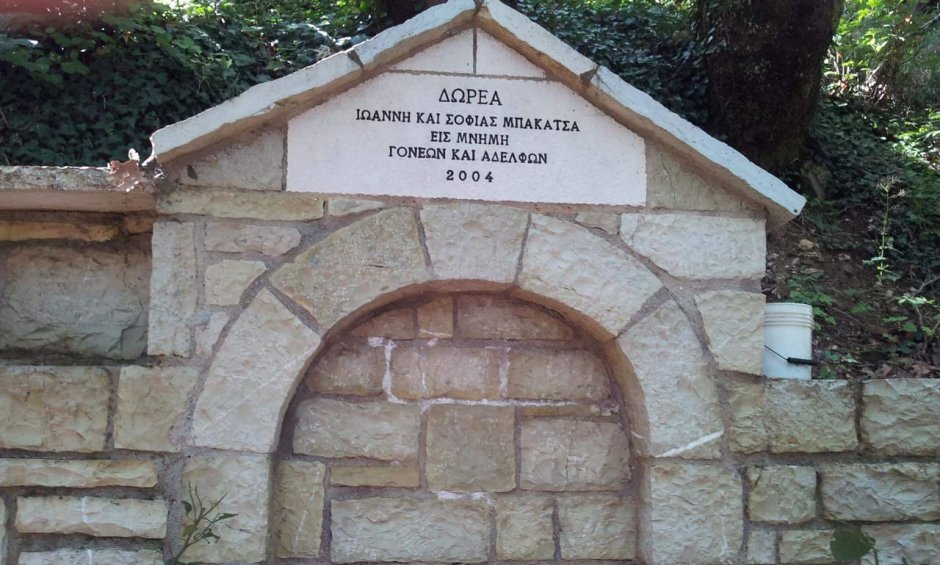 ΔΩΡΕΑ
ΙΩΑΝΝΗ ΚΑΙ ΣΟΦΙΑΣ ΜΠΑΚΑΤΣΑ
ΕΙΣ ΜΝΗΜΗ
ΓΟΝΕΩΝ ΚΑΙ ΑΔΕΛΦΩΝ
2004